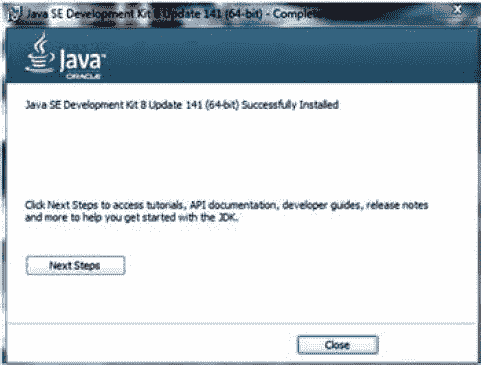 Java SE Development Kit 8 Update 141 (64-bit) - Complete
Java
ORACLE
Java SE Development Kit 8 Update 141 (64-bit) Successfully Installed
Click Next Steps to access tutorials, API documentation, developer guides, release notes
and more to help you get started with the JDK.
Next Steps
Close